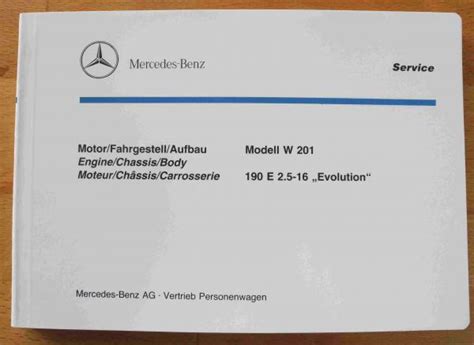 Mercedes-Benz
Service
Motor/Fahrgestell/Aufbau Modell W 201
Engine/Chassis/Body
Moteur/Châssis/Carrosserie 190 E 2.5-16 „Evolution“
Mercedes-Benz AG · Vertrieb Personenwagen